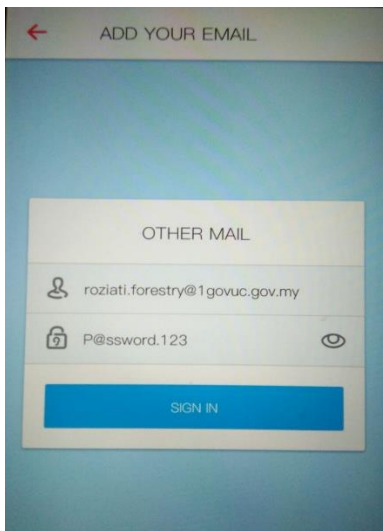 ADD YOUR EMAIL
OTHER MAIL
roziati.forestry@1govuc.gov.my
P@ssword.123
SIGN IN